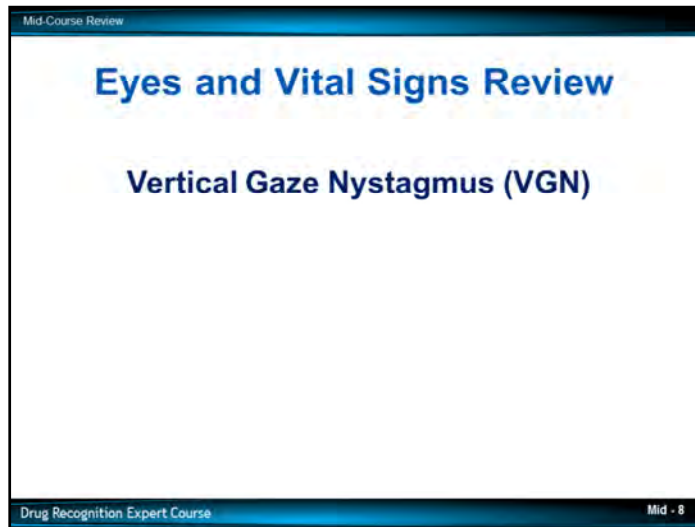 Mid-Course Review
Eyes and Vital Signs Review
Vertical Gaze Nystagmus (VGN)
Drug Recognition Expert Course
Mid - 8